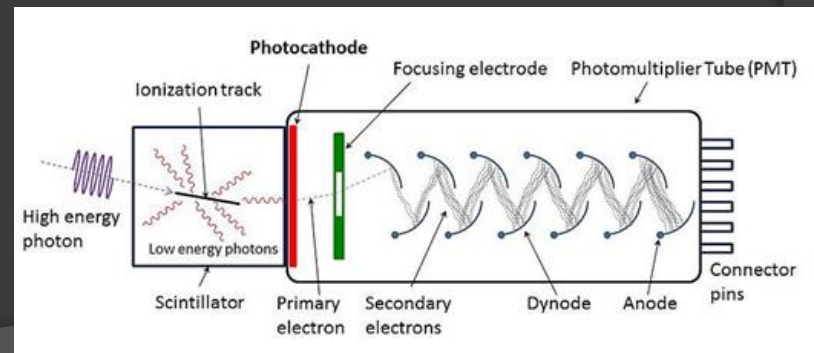 Photocathode
Focusing electrode
Photomultiplier Tube (PMT)
Ionization track
High energy
photon
Low energy photons
Scintillator
Primary
electron
Secondary
electrons
Dynode
Anode
Connector
pins